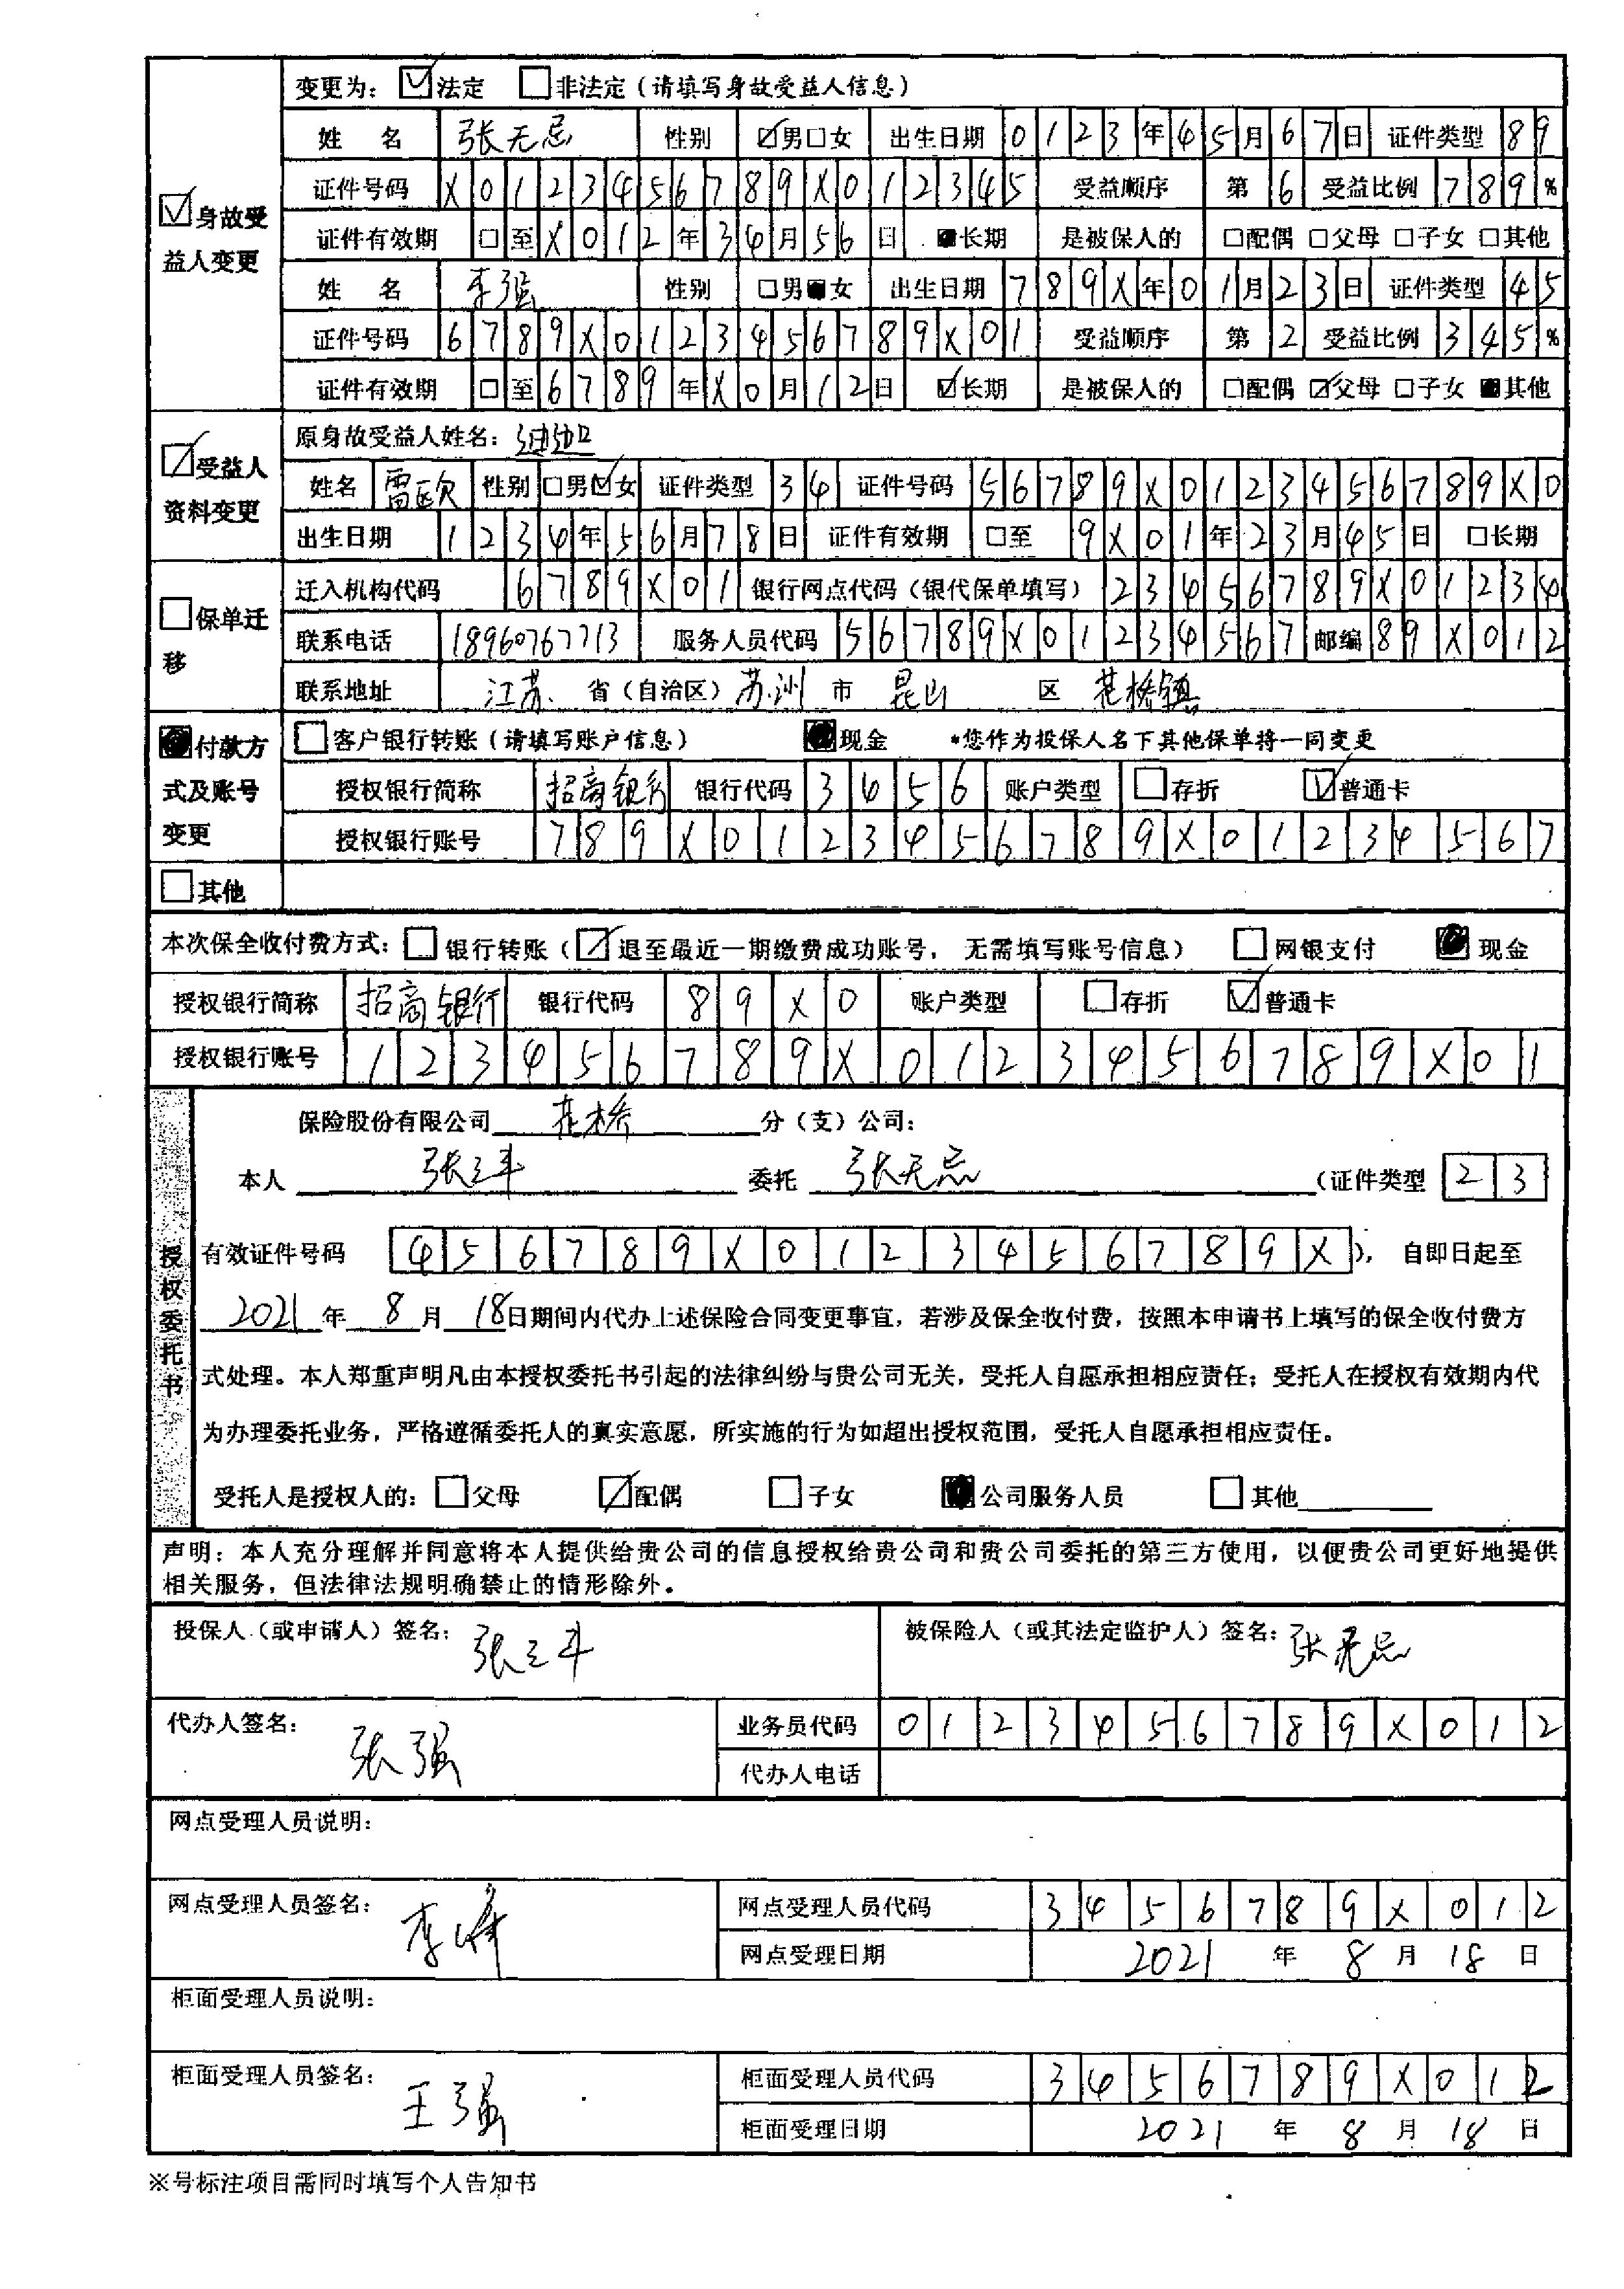 变更为：☑法定 □非法定（请填写身故受益人信息）
☑身故受益人变更
姓 名 张无忌 性别 ☑男□女 出生日期 0123年45月67日 证件类型 89
证件号码 X0123456789X012345 受益顺序 第6 受益比例 789%
证件有效期 □至X012年34月56日 ■长期 是被保人的 □配偶 □父母 □子女 □其他
姓 名 李强 性别 □男■女 出生日期 789X年01月23日 证件类型 45
证件号码 6789X0123456789X01 受益顺序 第2 受益比例 345%
证件有效期 □至6789年X0月12日 ☑长期 是被保人的 □配偶 ☑父母 □子女 ■其他
☑受益人资料变更
原身故受益人姓名：
姓名 性别 □男☑女 证件类型 34 证件号码 56789X0123456789X0
出生日期 1234年56月78日 证件有效期 □至 9X01年23月45日 □长期
□保单迁移
迁入机构代码 6789X01 银行网点代码（银代保单填写） 23456789X01234
联系电话 18960767713 服务人员代码 56789X01234567 邮编 89X012
联系地址 江苏 省（自治区） 苏州 市 昆山 区 花桥镇
■付款方式及账号变更
□客户银行转账（请填写账户信息） ■现金 *您作为投保人名下其他保单将一同变更
授权银行简称 招商银行 银行代码 3456 账户类型 □存折 ☑普通卡
授权银行账号 789X0123456789X01234567
□其他
本次保全收付费方式：□银行转账（☑退至最近一期缴费成功账号，无需填写账号信息） □网银支付 ■现金
授权银行简称 招商银行 银行代码 89X0 账户类型 □存折 ☑普通卡
授权银行账号 123456789X0123456789X01
授权委托书
保险股份有限公司 花桥 分（支）公司：
本人 张三丰 委托 张无忌 （证件类型 23
有效证件号码 456789X0123456789X），自即日起至
2021年8月18日期间内代办上述保险合同变更事宜，若涉及保全收付费，按照本申请书上填写的保全收付费方
式处理。本人郑重声明凡由本授权委托书引起的法律纠纷与贵公司无关，受托人自愿承担相应责任；受托人在授权有效期内代
为办理委托业务，严格遵循委托人的真实意愿，所实施的行为如超出授权范围，受托人自愿承担相应责任。
受托人是授权人的：□父母 ☑配偶 □子女 ■公司服务人员 □其他
声明：本人充分理解并同意将本人提供给贵公司的信息授权给贵公司和贵公司委托的第三方使用，以便贵公司更好地提供
相关服务，但法律法规明确禁止的情形除外。
投保人（或申请人）签名：张三丰 被保险人（或其法定监护人）签名：张无忌
代办人签名：张强 业务员代码 0123456789X012
代办人电话
网点受理人员说明：
网点受理人员签名：李 网点受理人员代码 3456789X012
网点受理日期 2021 年 8 月 18 日
柜面受理人员说明：
柜面受理人员签名：王强 柜面受理人员代码 3456789X012
柜面受理日期 2021 年 8 月 18 日
※号标注项目需同时填写个人告知书